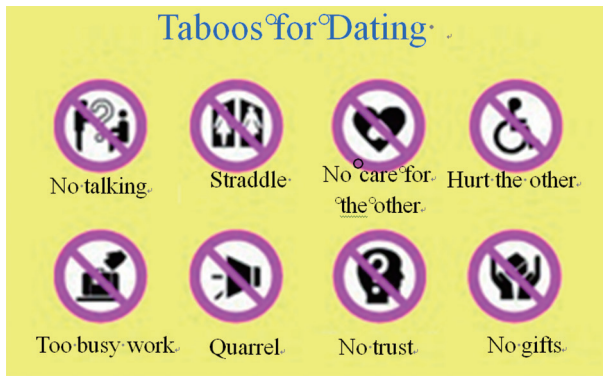 Taboos for Dating
No talking
Straddle
No care for
the other
Hurt the other
Too busy work
Quarrel
No trust
No gifts